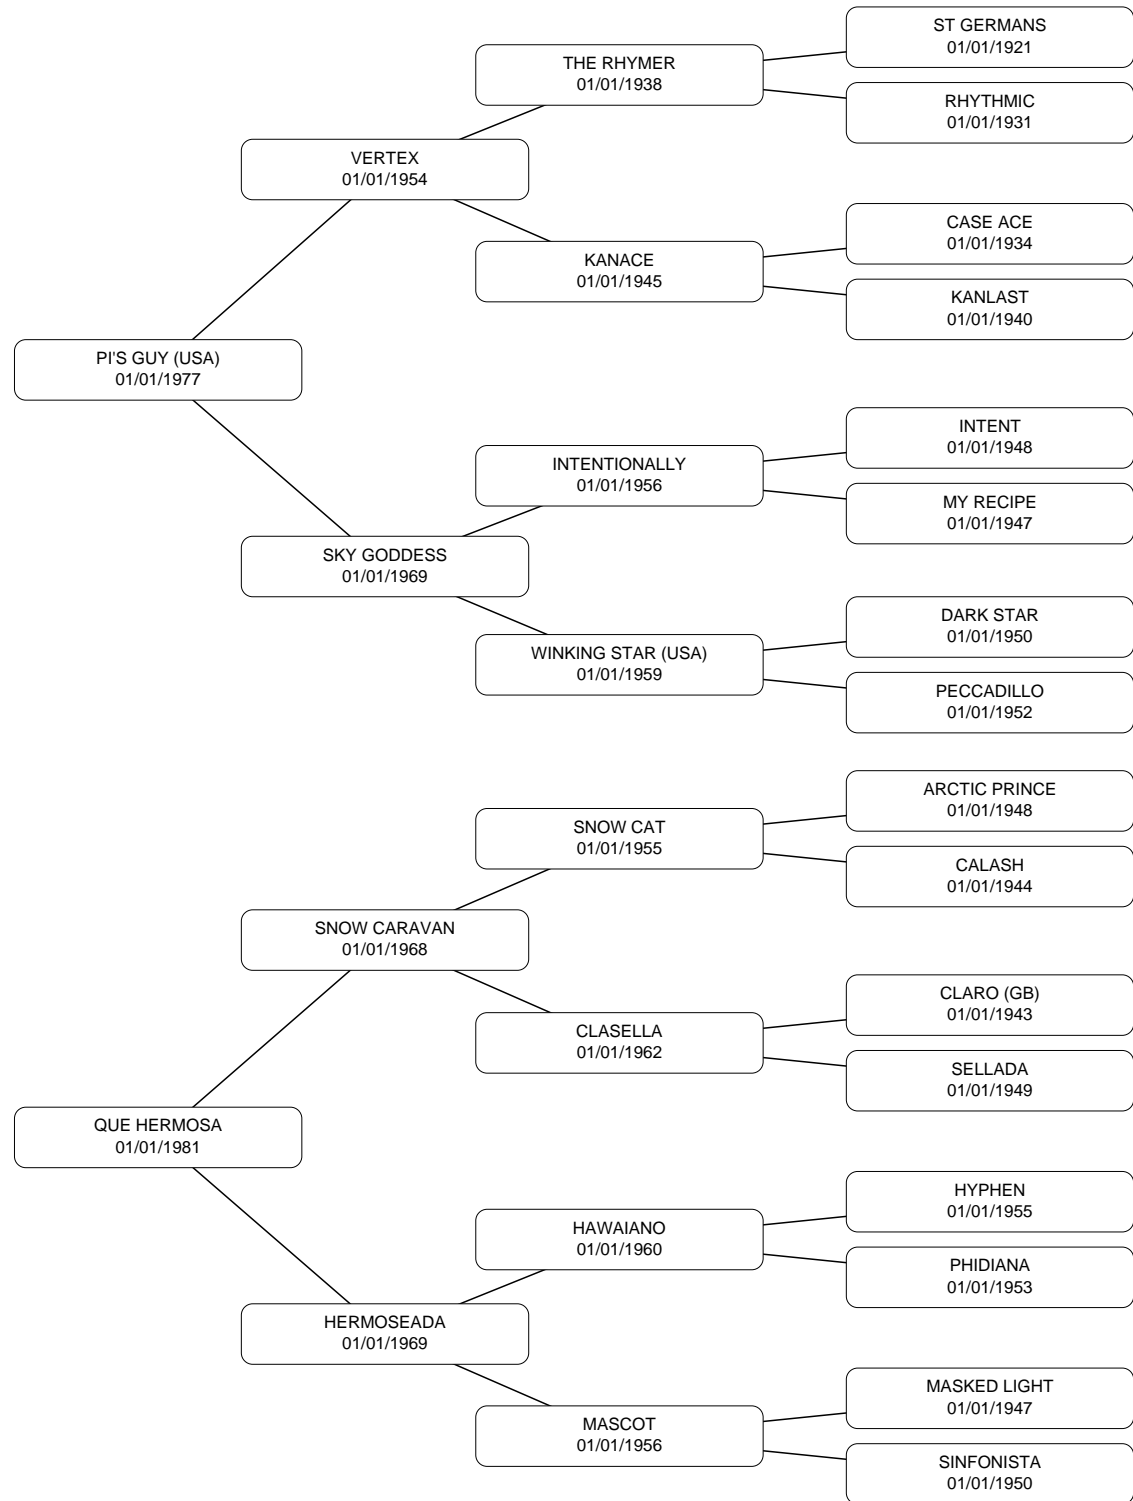 ST GERMANS
01/01/1921
THE RHYMER
01/01/1938
RHYTHMIC
01/01/1931
VERTEX
01/01/1954
CASE ACE
01/01/1934
KANACE
01/01/1945
KANLAST
01/01/1940
PI'S GUY (USA)
01/01/1977
INTENT
01/01/1948
INTENTIONALLY
01/01/1956
MY RECIPE
01/01/1947
SKY GODDESS
01/01/1969
DARK STAR
01/01/1950
WINKING STAR (USA)
01/01/1959
PECCADILLO
01/01/1952
ARCTIC PRINCE
01/01/1948
SNOW CAT
01/01/1955
CALASH
01/01/1944
SNOW CARAVAN
01/01/1968
CLARO (GB)
01/01/1943
CLASELLA
01/01/1962
SELLADA
01/01/1949
QUE HERMOSA
01/01/1981
HYPHEN
01/01/1955
HAWAIANO
01/01/1960
PHIDIANA
01/01/1953
HERMOSEADA
01/01/1969
MASKED LIGHT
01/01/1947
MASCOT
01/01/1956
SINFONISTA
01/01/1950